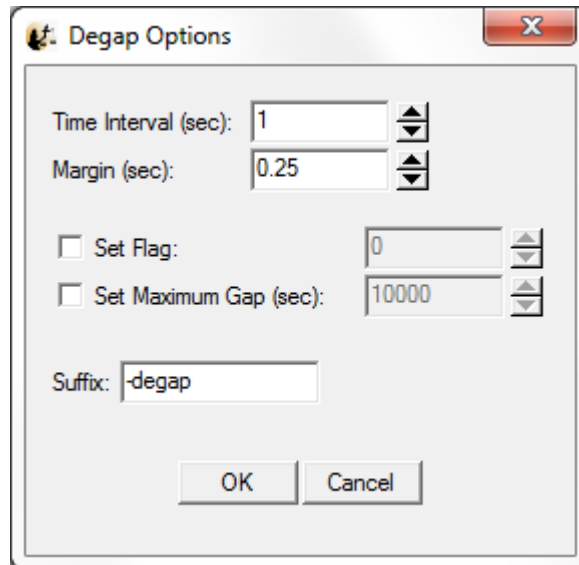 Degap Options
Time Interval (sec): 1
Margin (sec): 0.25
Set Flag: 0
Set Maximum Gap (sec): 10000
Suffix: -degap
OK Cancel